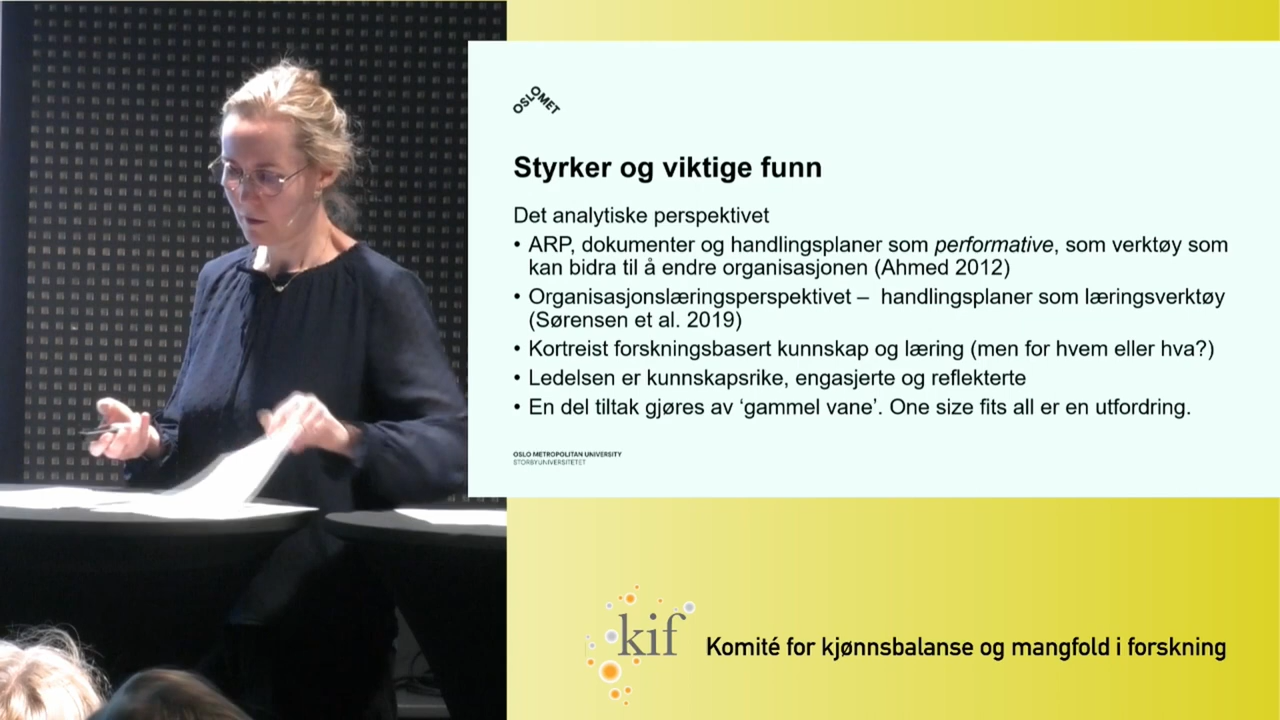 OSLOMET
Styrker og viktige funn
Det analytiske perspektivet
• ARP, dokumenter og handlingsplaner som performative, som verktøy som
kan bidra til å endre organisasjonen (Ahmed 2012)
• Organisasjonslæringsperspektivet – handlingsplaner som læringsverktøy
(Sørensen et al. 2019)
• Kortreist forskningsbasert kunnskap og læring (men for hvem eller hva?)
• Ledelsen er kunnskapsrike, engasjerte og reflekterte
• En del tiltak gjøres av ‘gammel vane’. One size fits all er en utfordring.
OSLO METROPOLITAN UNIVERSITY
STORBYUNIVERSITETET
kif
Komité for kjønnsbalanse og mangfold i forskning